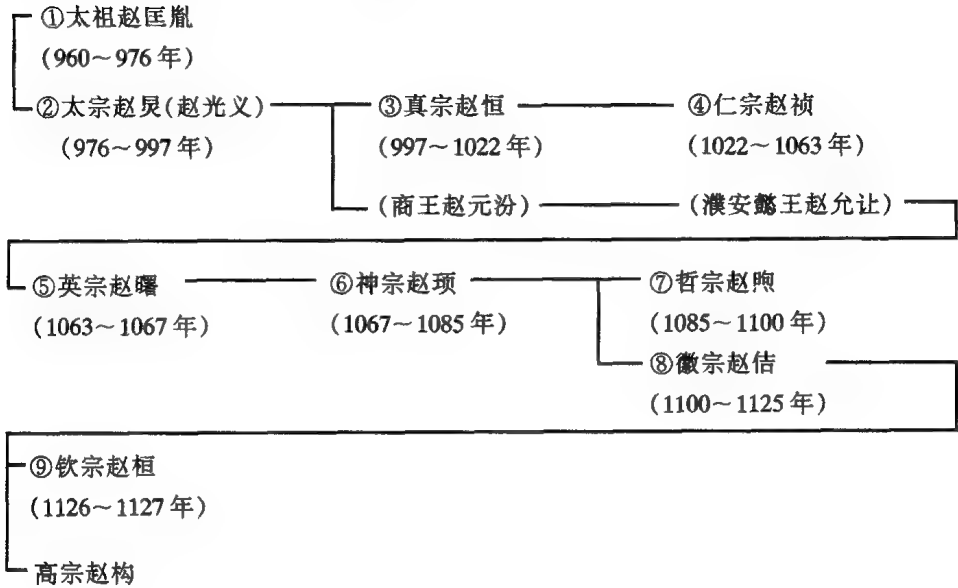 ①太祖赵匡胤
(960~976年)
②太宗赵炅(赵光义) ③真宗赵恒 ④仁宗赵祯
(976~997年) (997~1022年) (1022~1063年)
(商王赵元汾) (濮安懿王赵允让)
⑤英宗赵曙 ⑥神宗赵顼 ⑦哲宗赵煦
(1063~1067年) (1067~1085年) (1085~1100年)
⑧徽宗赵佶
(1100~1125年)
⑨钦宗赵桓
(1126~1127年)
高宗赵构